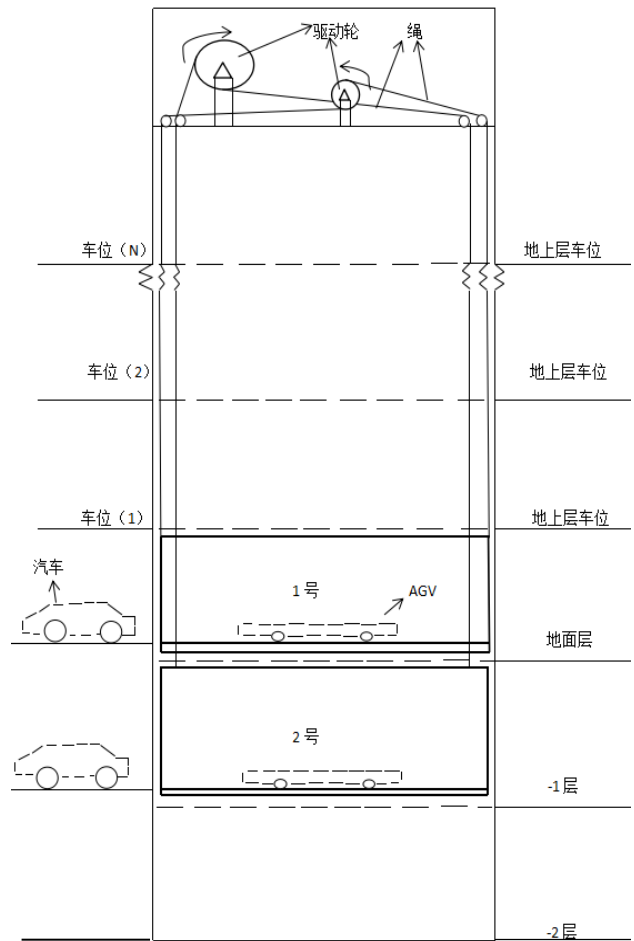 驱动轮
绳
车位（N）
地上层车位
车位（2）
地上层车位
车位（1）
地上层车位
汽车
1 号
AGV
地面层
2 号
-1 层
-2 层